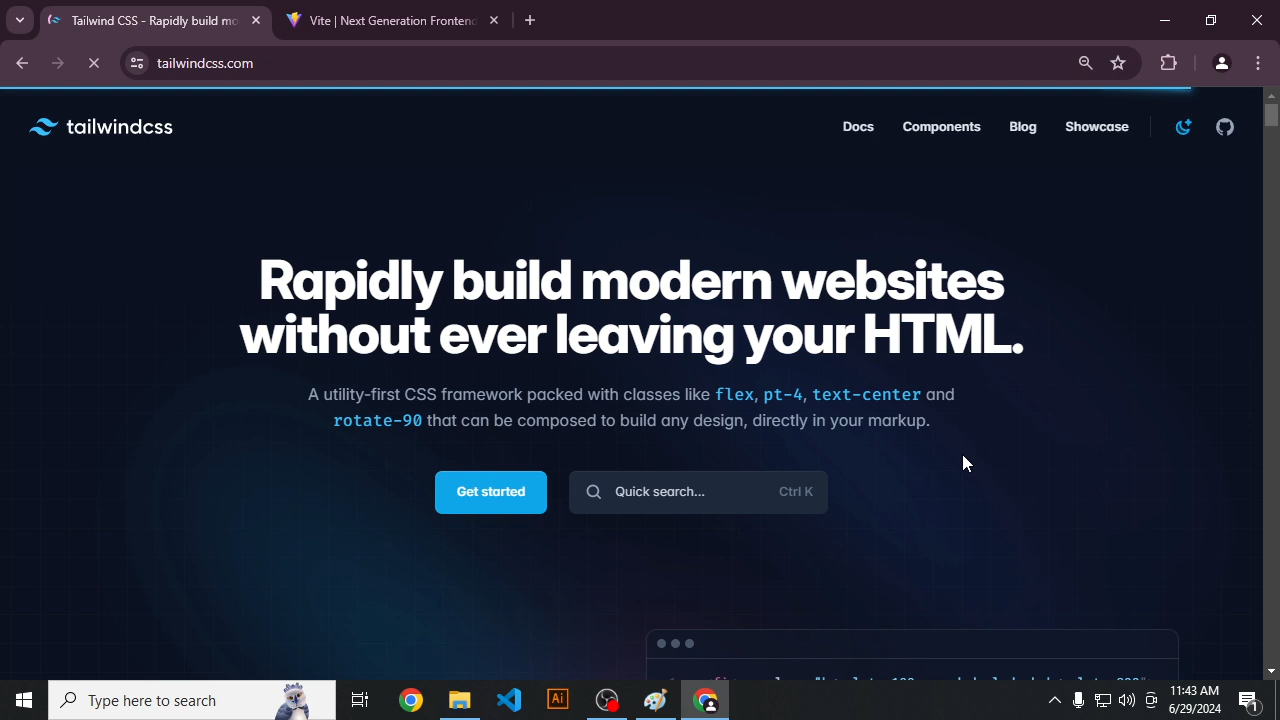 Tailwind CSS - Rapidly build mo
Vite | Next Generation Frontend
tailwindcss.com
tailwindcss
Docs
Components
Blog
Showcase
Rapidly build modern websites
without ever leaving your HTML.
A utility-first CSS framework packed with classes like flex, pt-4, text-center and
rotate-90 that can be composed to build any design, directly in your markup.
Get started
Quick search...
Ctrl K
Type here to search
Ai
11:43 AM
6/29/2024
1